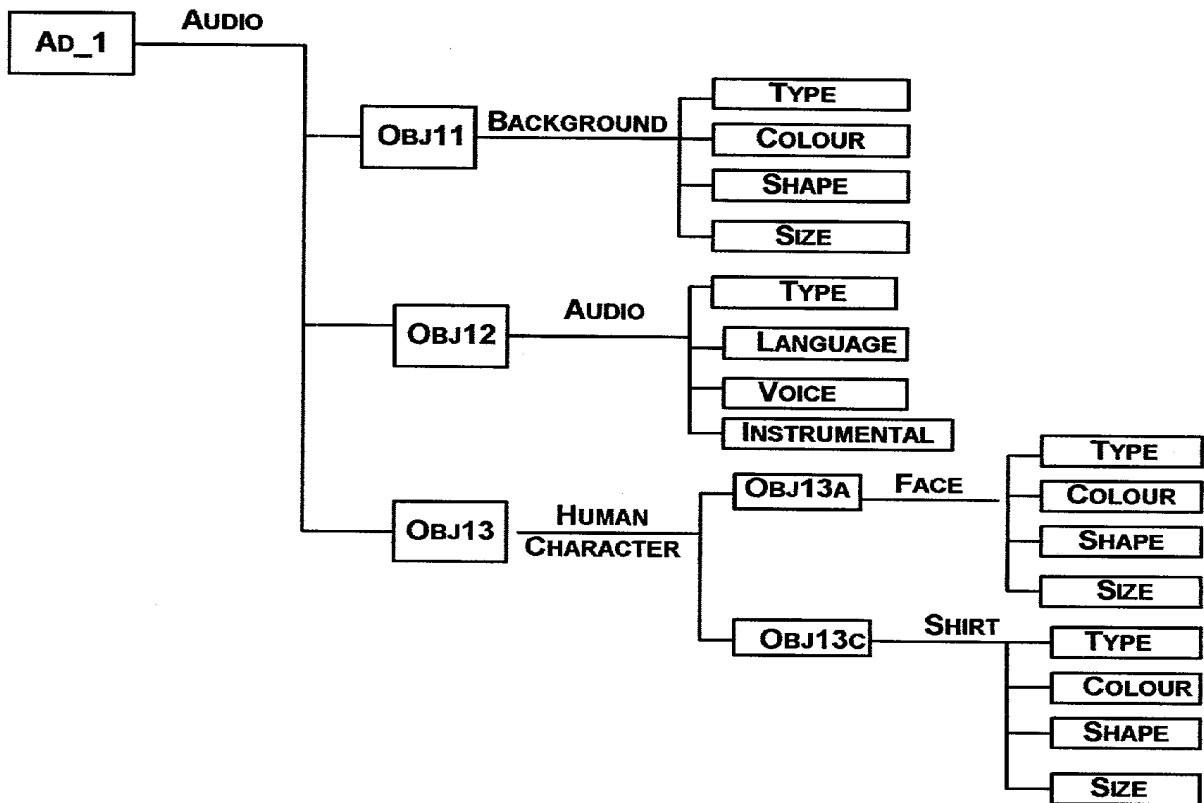 AD_1
AUDIO
OBJ11
BACKGROUND
TYPE
COLOUR
SHAPE
SIZE
OBJ12
AUDIO
TYPE
LANGUAGE
VOICE
INSTRUMENTAL
OBJ13
HUMAN
CHARACTER
OBJ13A
FACE
TYPE
COLOUR
SHAPE
SIZE
OBJ13C
SHIRT
TYPE
COLOUR
SHAPE
SIZE